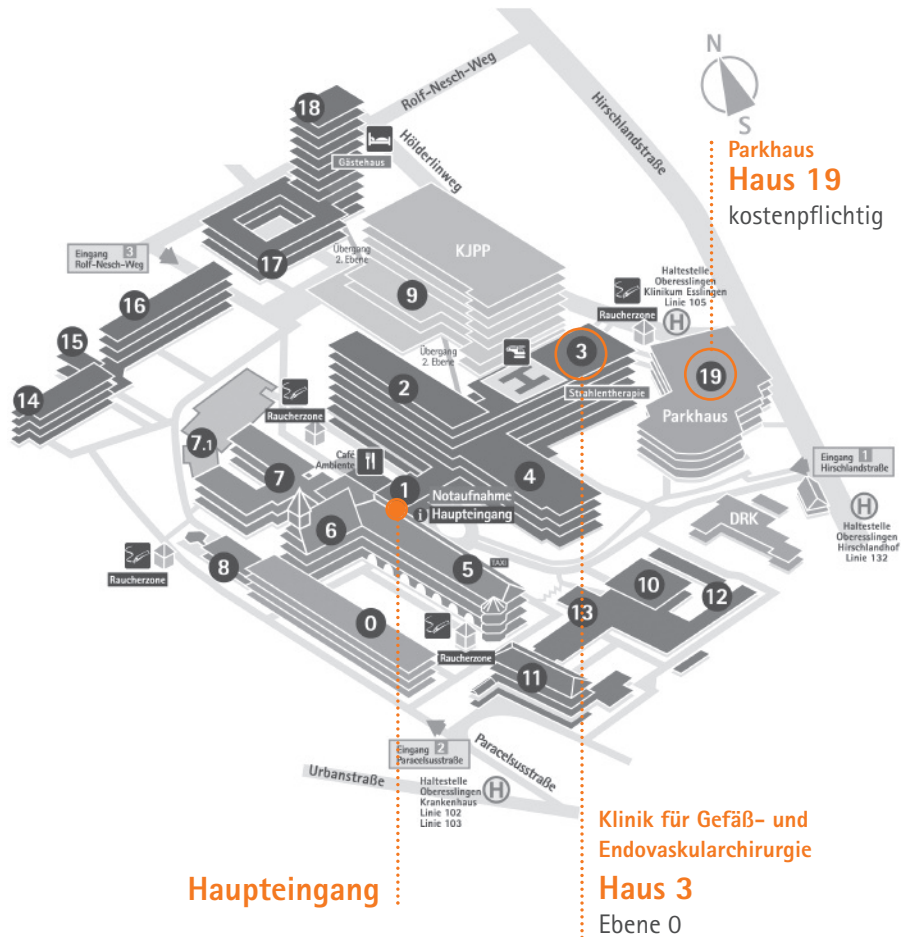 N
S
Parkhaus
Haus 19
kostenpflichtig
Rolf-Nesch-Weg
Hirschlandstraße
18
Gästehaus
Hölderlinweg
Eingang 3
Rolf-Nesch-Weg
17
Übergang
2. Ebene
KJPP
9
Haltestelle
Oberesslingen
Klinikum Esslingen
Linie 105
H
Raucherzone
16
15
14
Übergang
2. Ebene
H
3
Strahlentherapie
19
Parkhaus
2
Raucherzone
7.1
7
Café
Ambiente
1
Notaufnahme
i Haupteingang
4
Eingang 1
Hirschlandstraße
H
Haltestelle
Oberesslingen
Hirschlandhof
Linie 132
DRK
6
5
TAXI
Raucherzone
8
0
10
12
13
Raucherzone
11
Eingang 2
Paracelsusstraße
Paracelsusstraße
Urbanstraße
Haltestelle
Oberesslingen
Krankenhaus
Linie 102
Linie 103
H
Haupteingang
Klinik für Gefäß- und
Endovaskularchirurgie
Haus 3
Ebene 0